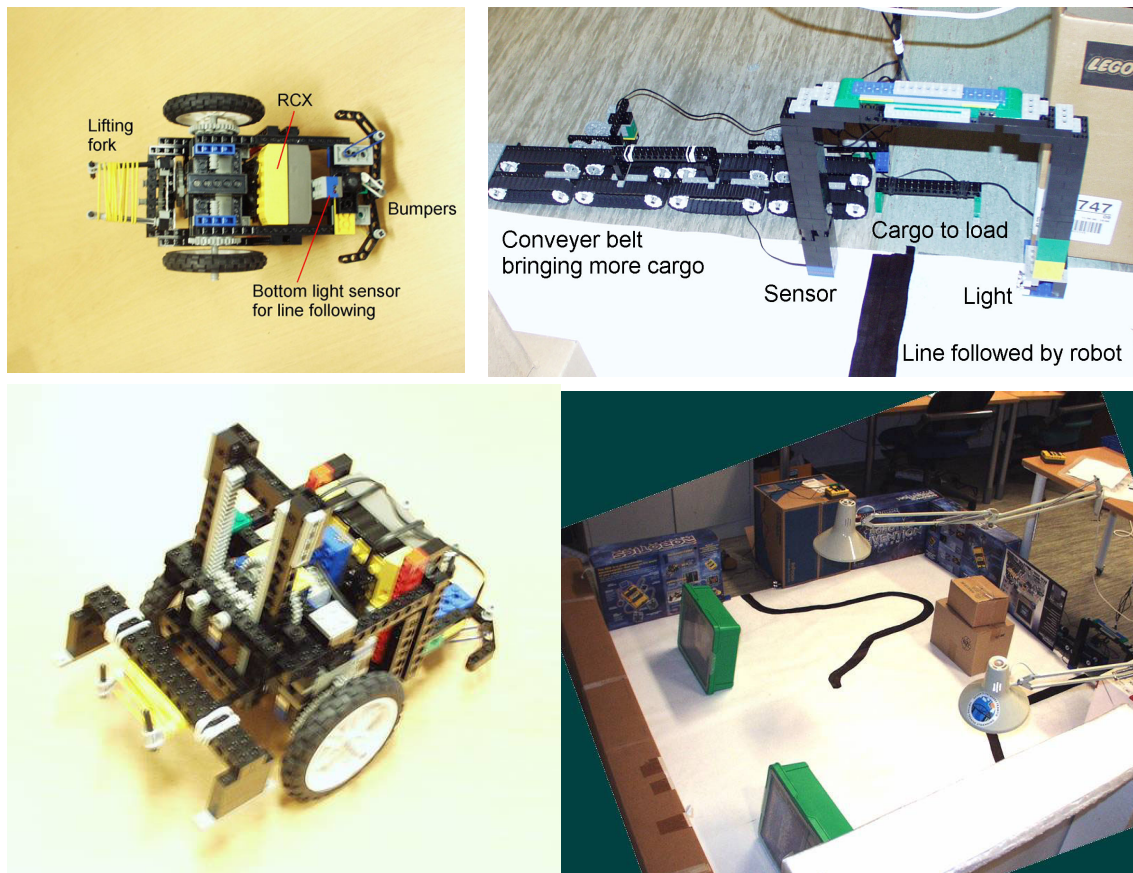 RCX
Lifting
fork
Bumpers
Bottom light sensor
for line following
LEGO
747
Conveyer belt
bringing more cargo
Cargo to load
Sensor
Light
Line followed by robot